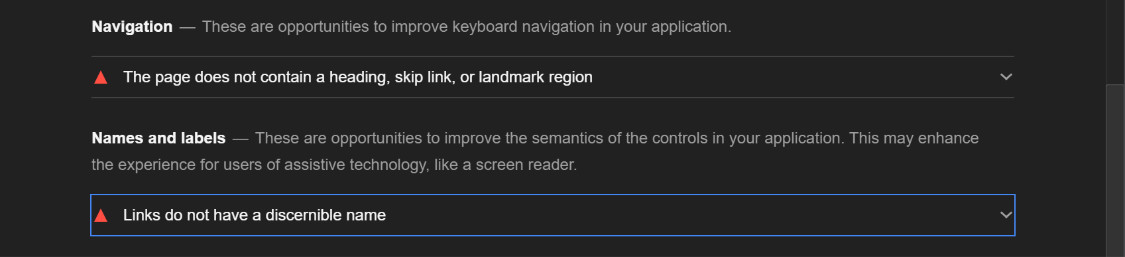 Navigation — These are opportunities to improve keyboard navigation in your application.
The page does not contain a heading, skip link, or landmark region
Names and labels — These are opportunities to improve the semantics of the controls in your application. This may enhance
the experience for users of assistive technology, like a screen reader.
Links do not have a discernible name